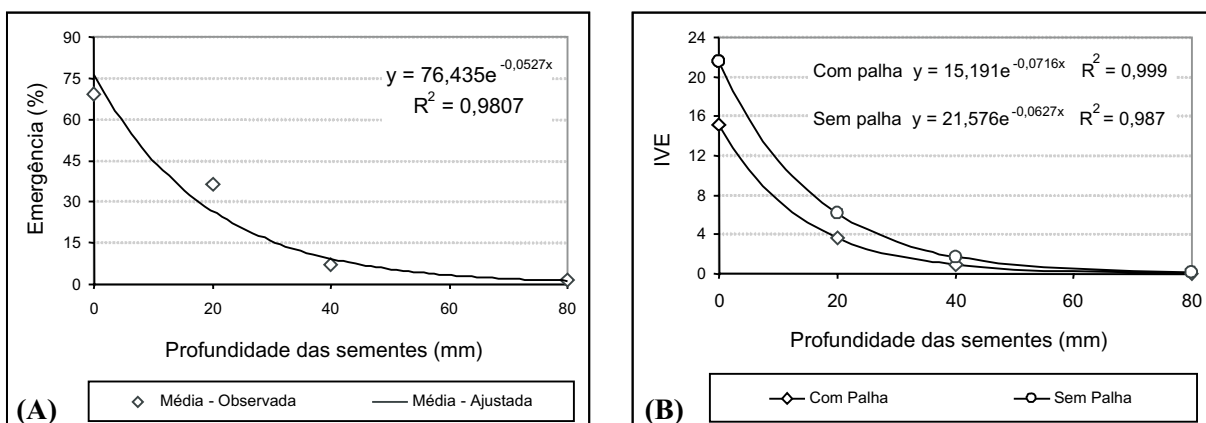 90
75
60
45
30
15
0
Emergência (%)
y = 76,435e^-0,0527x
R² = 0,9807
0 20 40 60 80
Profundidade das sementes (mm)
Média - Observada Média - Ajustada
(A)
24
20
16
12
8
4
0
IVE
Com palha y = 15,191e^-0,0716x R² = 0,999
Sem palha y = 21,576e^-0,0627x R² = 0,987
0 20 40 60 80
Profundidade das sementes (mm)
Com Palha Sem Palha
(B)